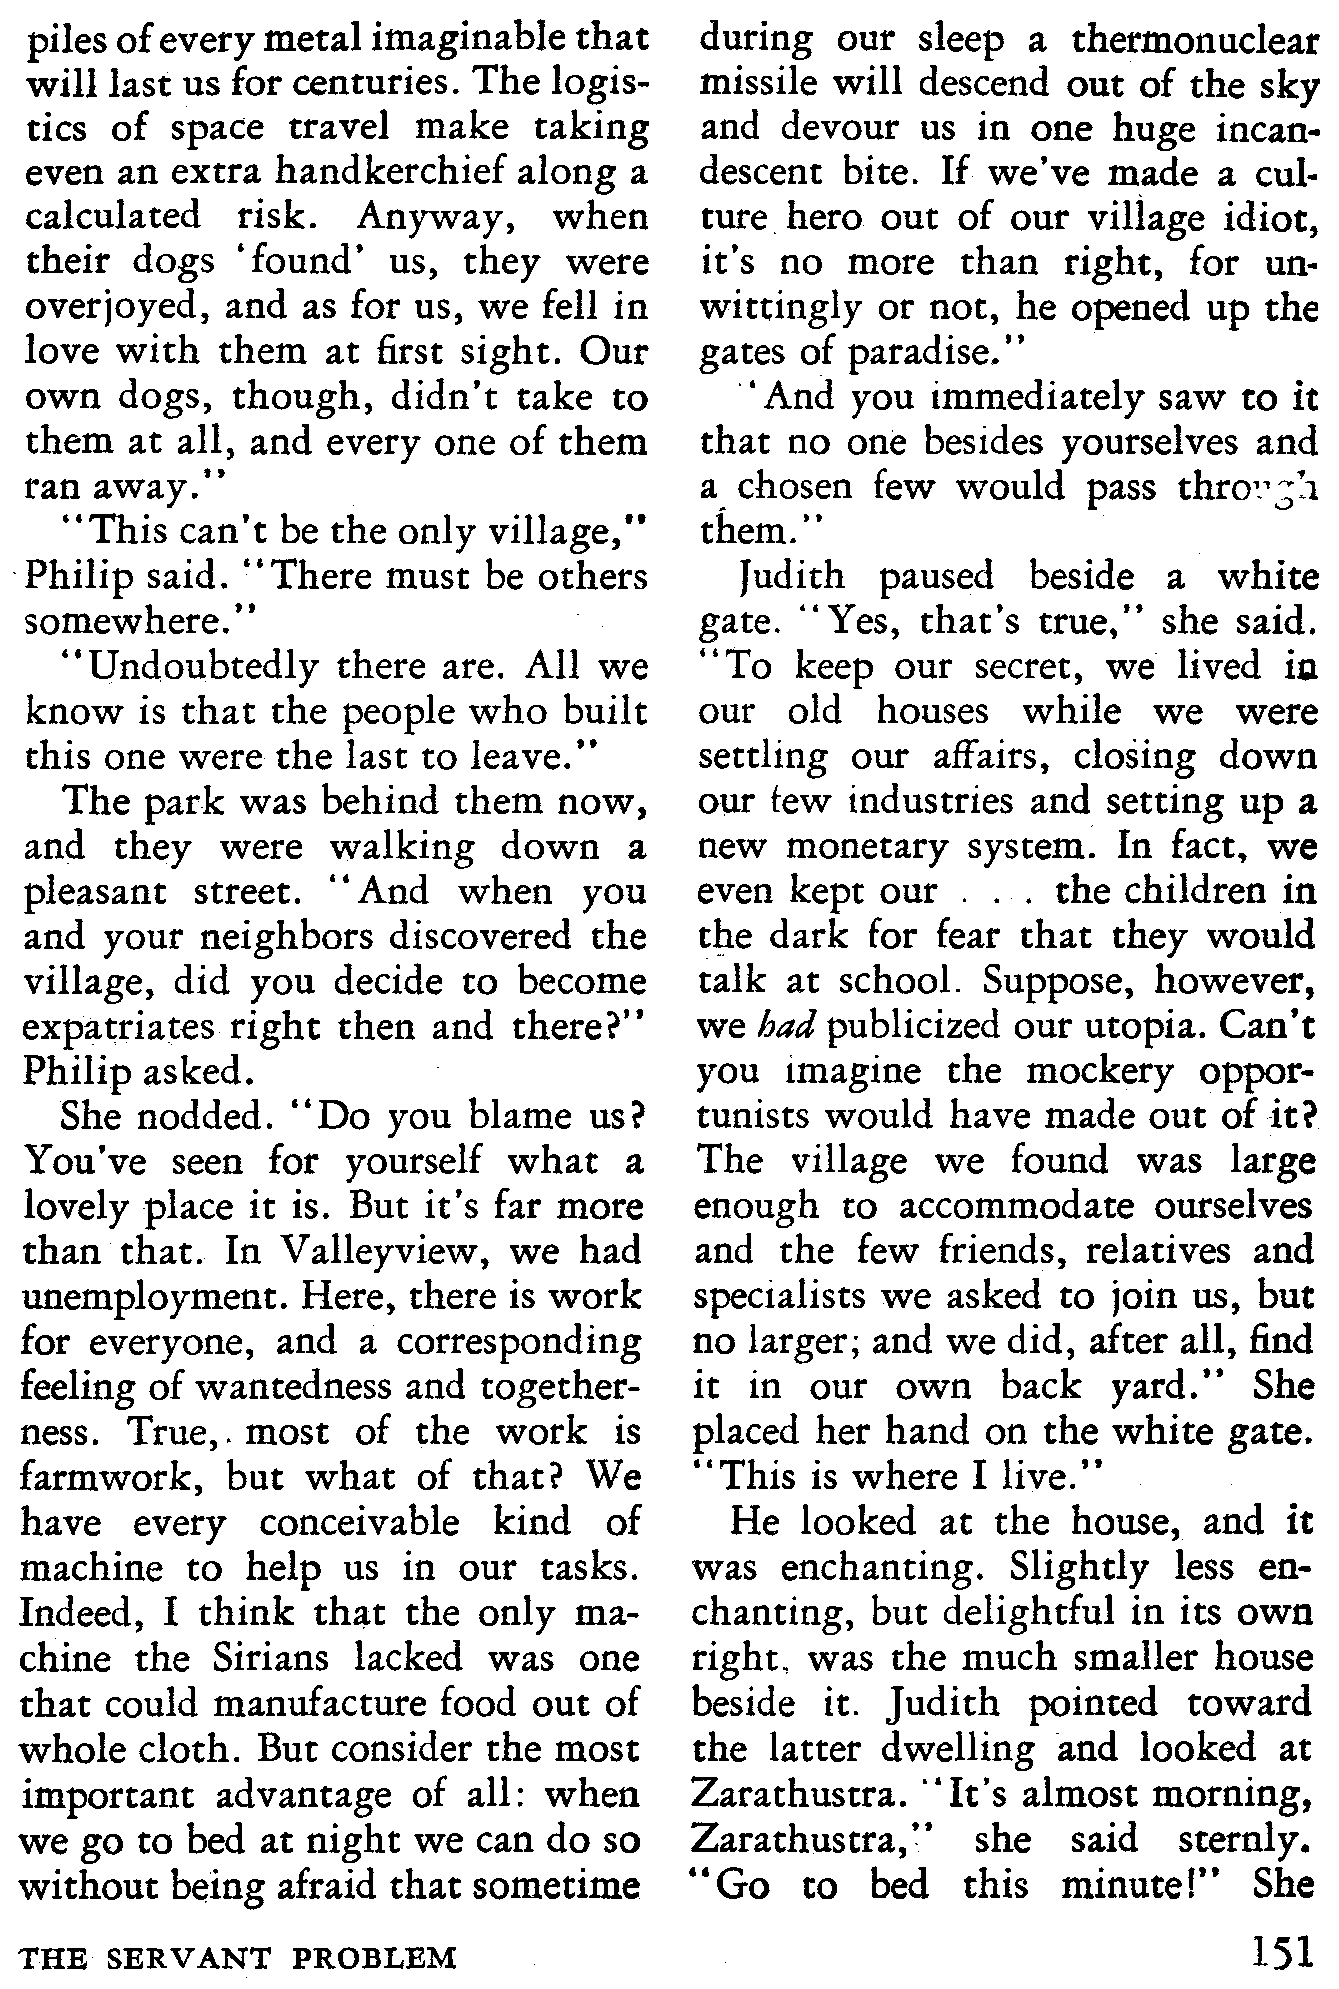 piles of every metal imaginable that
will last us for centuries. The logis-
tics of space travel make taking
even an extra handkerchief along a
calculated risk. Anyway, when
their dogs ‘found’ us, they were
overjoyed, and as for us, we fell in
love with them at first sight. Our
own dogs, though, didn't take to
them at all, and every one of them
ran away.”
“This can't be the only village,”
Philip said. “There must be others
somewhere.”
“Undoubtedly there are. All we
know is that the people who built
this one were the last to leave.”
The park was behind them now,
and they were walking down a
pleasant street. “And when you
and your neighbors discovered the
village, did you decide to become
expatriates right then and there?”
Philip asked.
She nodded. “Do you blame us?
You've seen for yourself what a
lovely place it is. But it's far more
than that. In Valleyview, we had
unemployment. Here, there is work
for everyone, and a corresponding
feeling of wantedness and together-
ness. True, most of the work is
farmwork, but what of that? We
have every conceivable kind of
machine to help us in our tasks.
Indeed, I think that the only ma-
chine the Sirians lacked was one
that could manufacture food out of
whole cloth. But consider the most
important advantage of all: when
we go to bed at night we can do so
without being afraid that sometime
during our sleep a thermonuclear
missile will descend out of the sky
and devour us in one huge incan-
descent bite. If we've made a cul-
ture hero out of our village idiot,
it's no more than right, for un-
wittingly or not, he opened up the
gates of paradise.”
“And you immediately saw to it
that no one besides yourselves and
a chosen few would pass through
them.”
Judith paused beside a white
gate. “Yes, that's true,” she said.
“To keep our secret, we lived in
our old houses while we were
settling our affairs, closing down
our few industries and setting up a
new monetary system. In fact, we
even kept our . . . the children in
the dark for fear that they would
talk at school. Suppose, however,
we had publicized our utopia. Can't
you imagine the mockery oppor-
tunists would have made out of it?
The village we found was large
enough to accommodate ourselves
and the few friends, relatives and
specialists we asked to join us, but
no larger; and we did, after all, find
it in our own back yard.” She
placed her hand on the white gate.
“This is where I live.”
He looked at the house, and it
was enchanting. Slightly less en-
chanting, but delightful in its own
right, was the much smaller house
beside it. Judith pointed toward
the latter dwelling and looked at
Zarathustra. “It's almost morning,
Zarathustra,” she said sternly.
“Go to bed this minute!” She
THE SERVANT PROBLEM
151